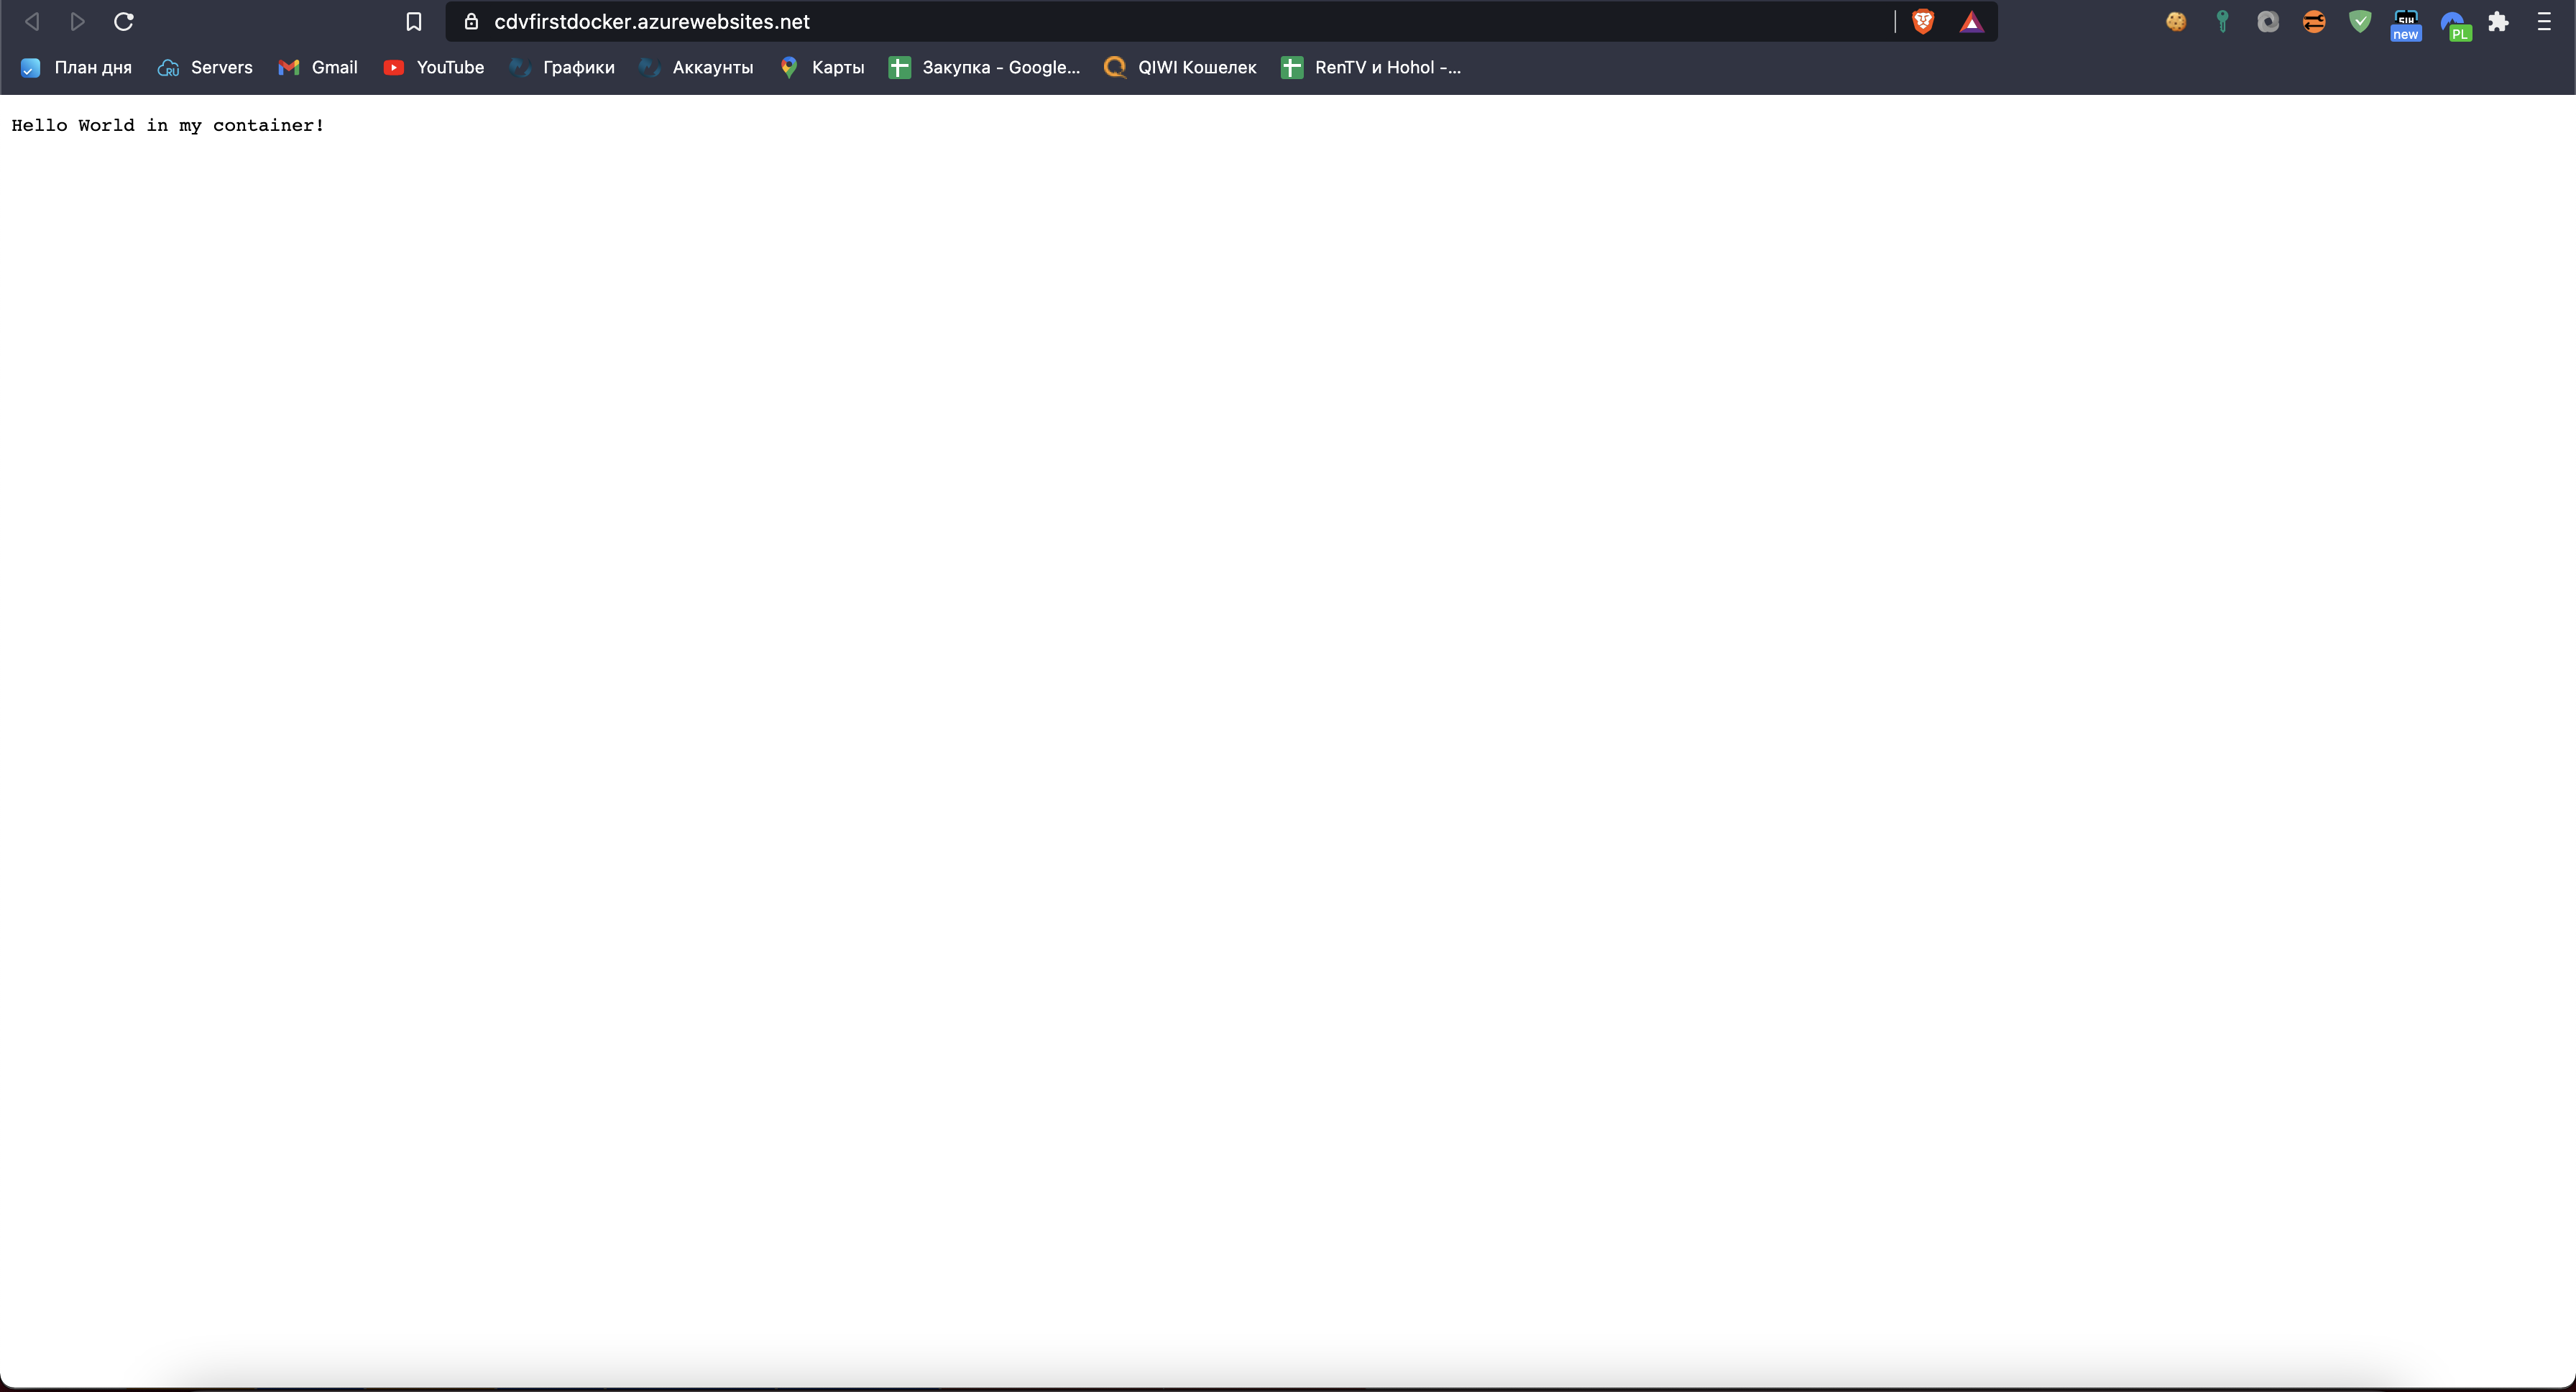 cdvfirstdocker.azurewebsites.net
new
PL
План дня RU Servers Gmail YouTube Графики Аккаунты Карты Закупка - Google... QIWI Кошелек RenTV и Hohol -...
Hello World in my container!